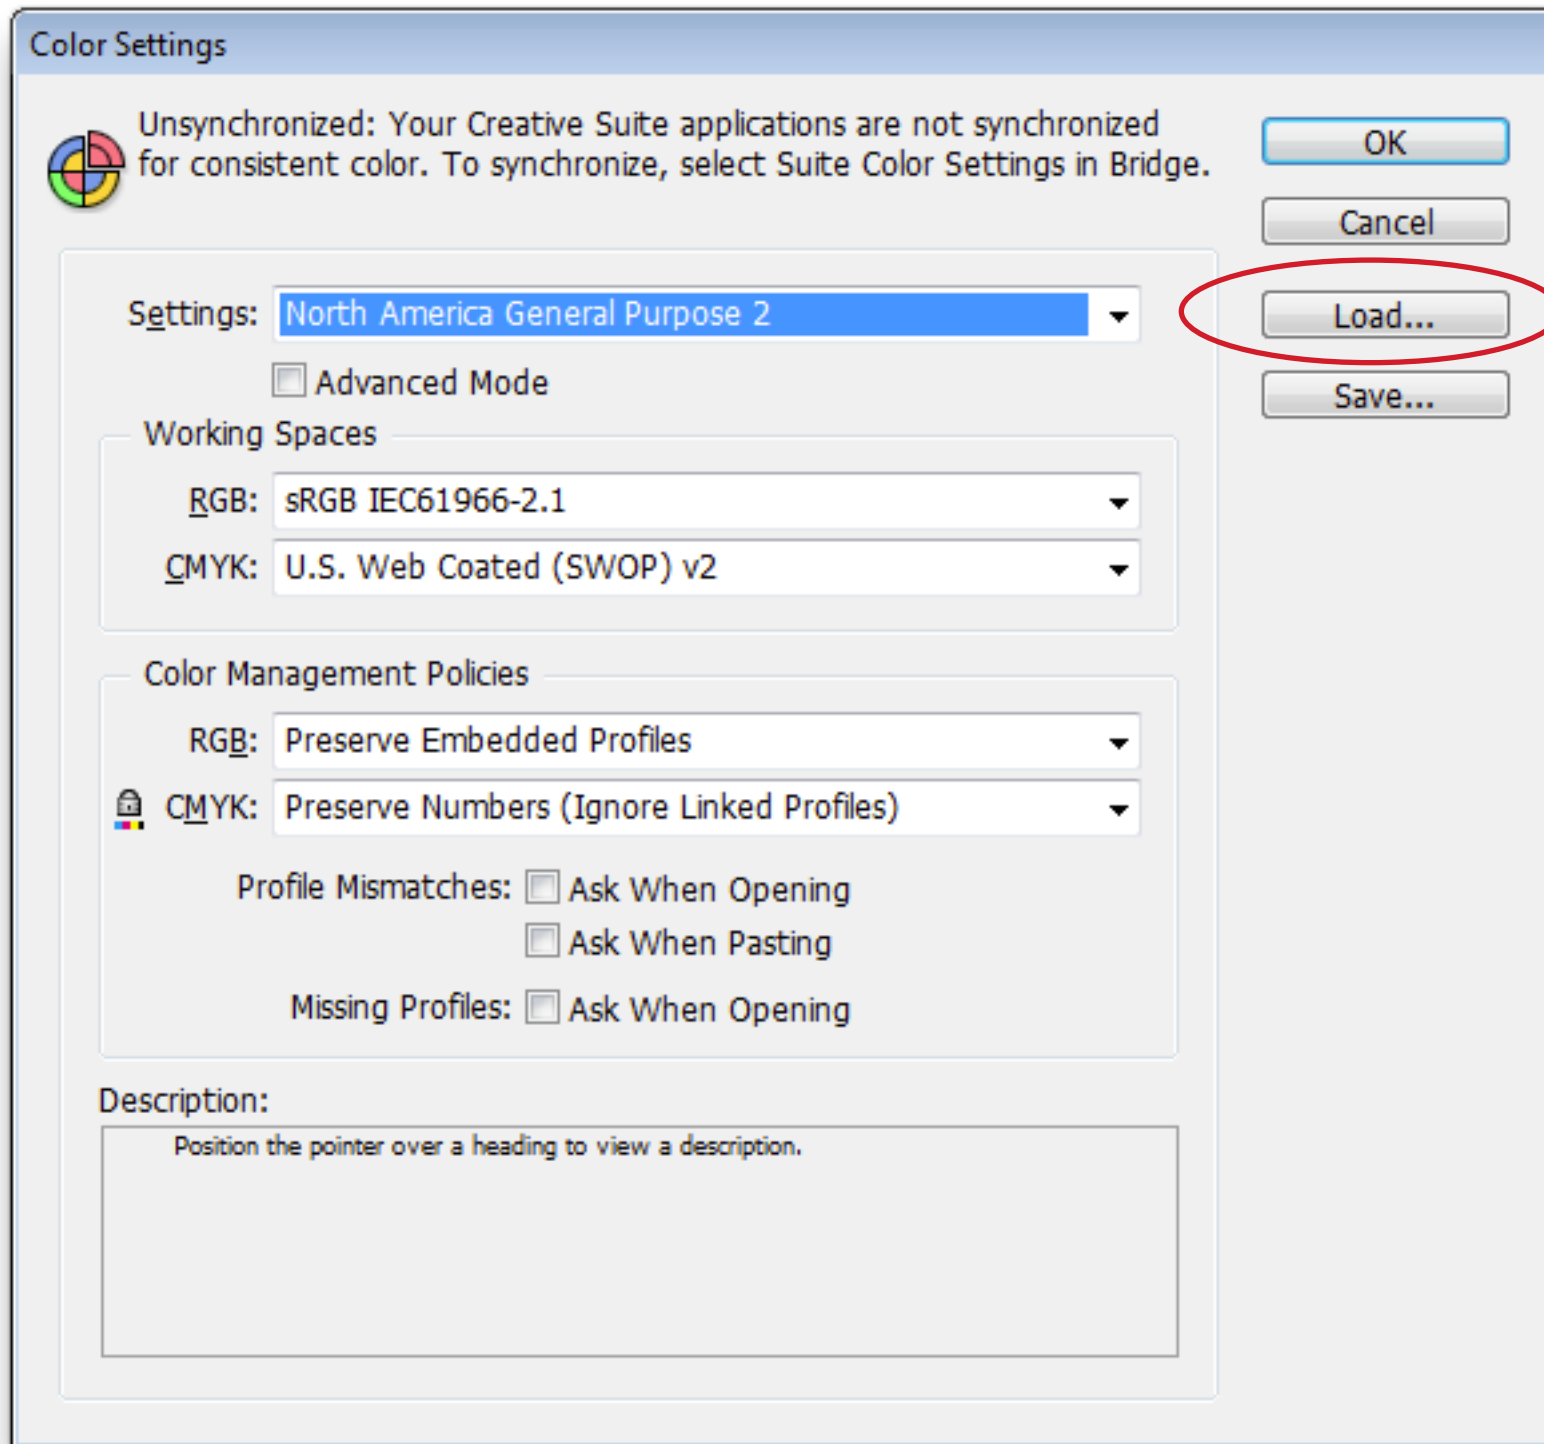 Color Settings
Unsynchronized: Your Creative Suite applications are not synchronized
for consistent color. To synchronize, select Suite Color Settings in Bridge.
OK
Cancel
Load...
Save...
Settings: North America General Purpose 2
Advanced Mode
Working Spaces
RGB: sRGB IEC61966-2.1
CMYK: U.S. Web Coated (SWOP) v2
Color Management Policies
RGB: Preserve Embedded Profiles
CMYK: Preserve Numbers (Ignore Linked Profiles)
Profile Mismatches: Ask When Opening
Ask When Pasting
Missing Profiles: Ask When Opening
Description:
Position the pointer over a heading to view a description.